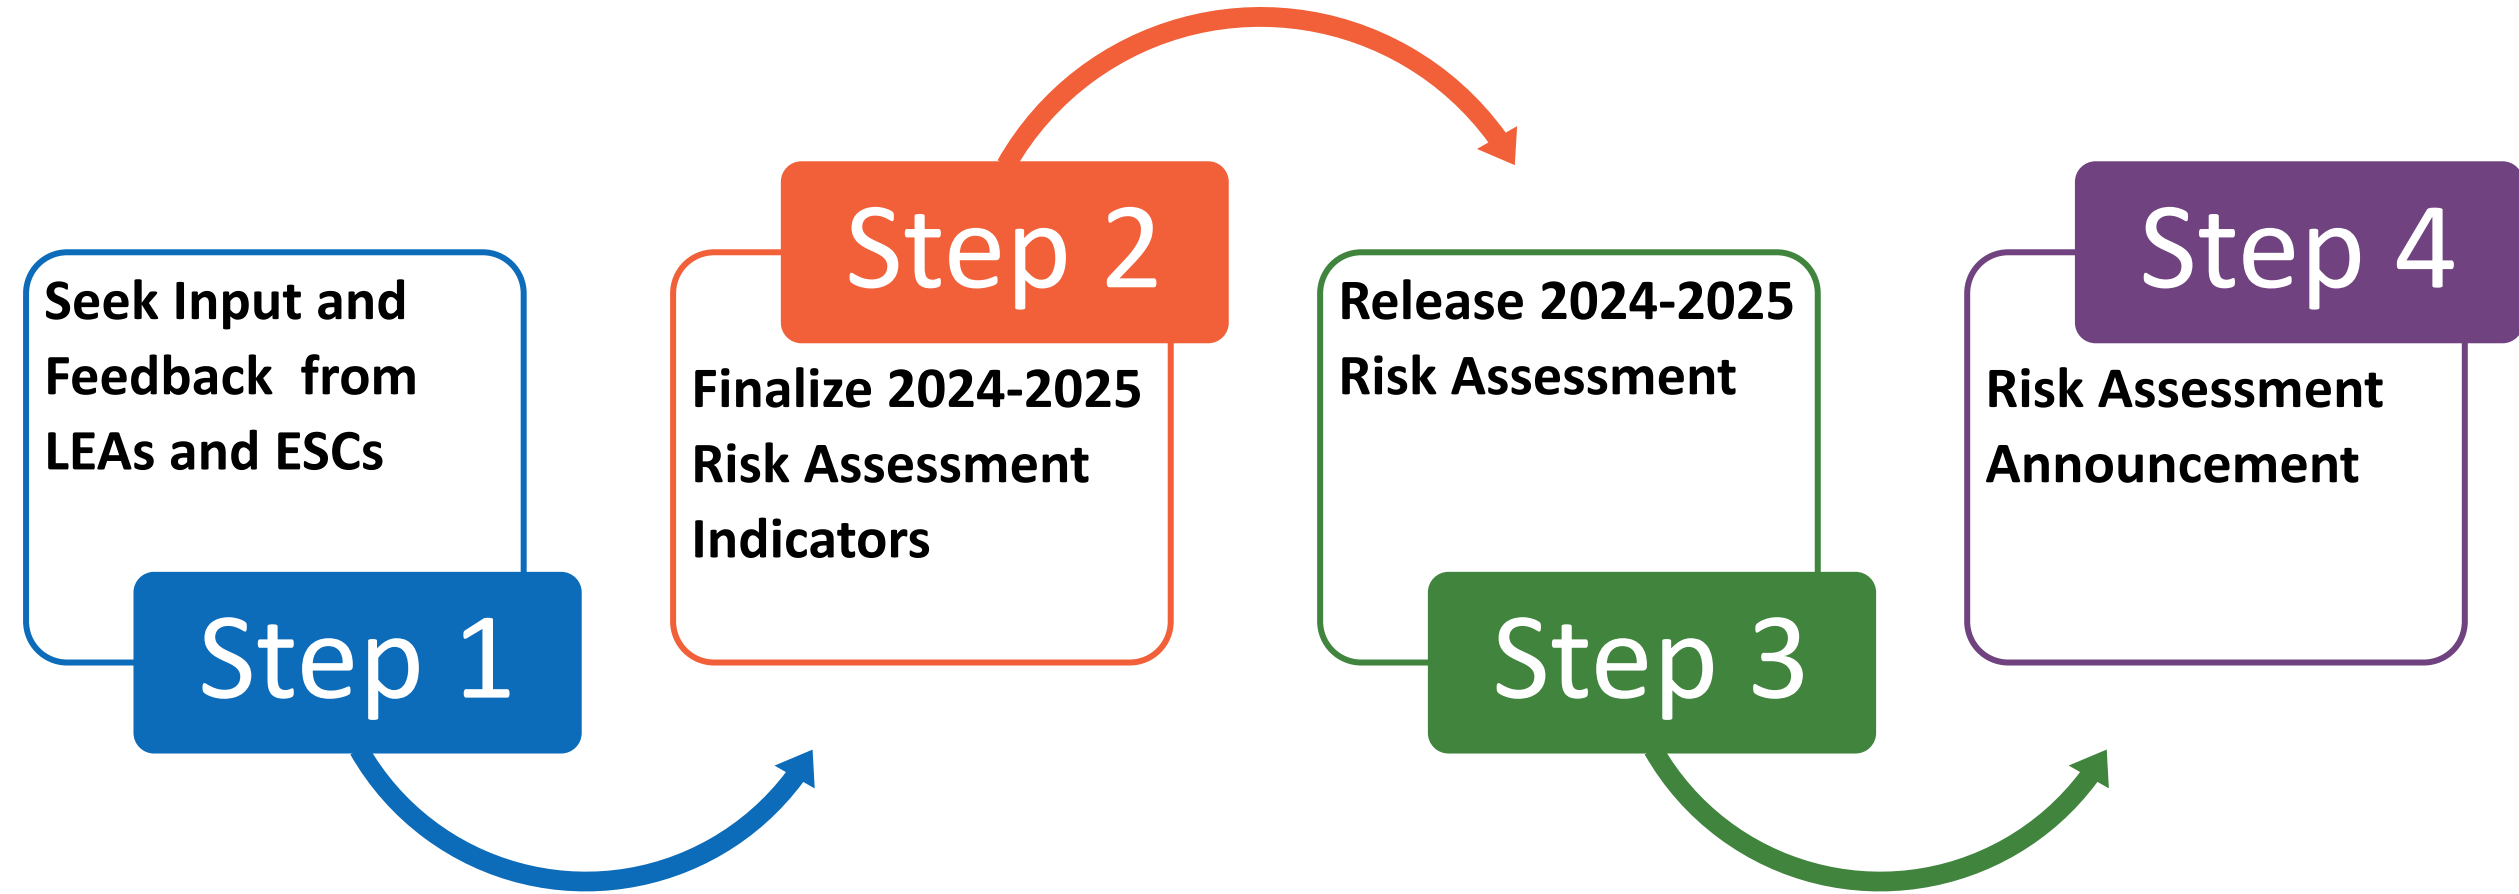 Seek Input and
Feedback from
LEAs and ESCs
Step 1
Step 2
Finalize 2024-2025
Risk Assessment
Indicators
Release 2024-2025
Risk Assessment
Step 3
Step 4
Risk Assessment
Announcement